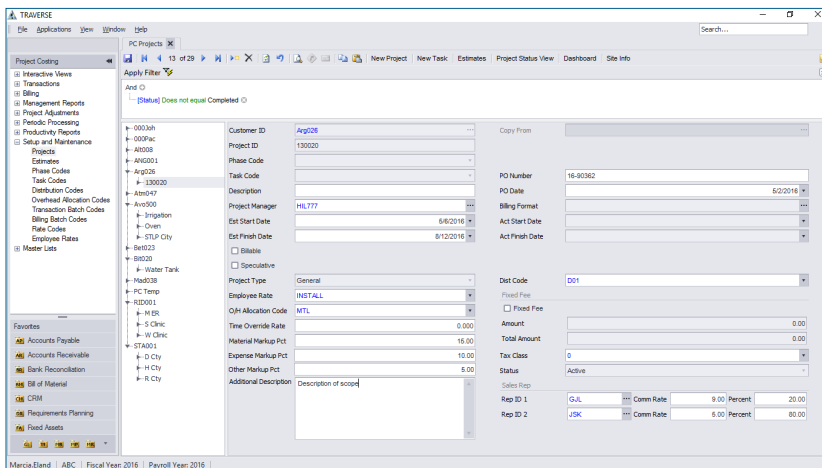 TRAVERSE
File Applications View Window Help
Search...
PC Projects
Project Costing
13 of 29
New Project New Task Estimates Project Status View Dashboard Site Info
Apply Filter
And
[Status] Does not equal Completed
Interactive Views
Transactions
Billing
Management Reports
Project Adjustments
Periodic Processing
Productivity Reports
Setup and Maintenance
Projects
Estimates
Phase Codes
Task Codes
Distribution Codes
Overhead Allocation Codes
Transaction Batch Codes
Billing Batch Codes
Rate Codes
Employee Rates
Master Lists
Favorites
Accounts Payable
Accounts Receivable
Bank Reconciliation
Bill of Material
CRM
Requirements Planning
Fixed Assets
000Joh
000Pac
Alt008
ANG001
Arg026
130020
Atm047
Avo500
Irrigation
Oven
STLP City
Bet023
Bit020
Water Tank
Mad038
PC Temp
RID001
M ER
S Clinic
W Clinic
STA001
D Cty
H Cty
R Cty
Customer ID Arg026 Copy From
Project ID 130020
Phase Code
Task Code PO Number 16-90362
Description PO Date 5/2/2016
Project Manager HIL777 Billing Format
Est Start Date 6/6/2016 Act Start Date
Est Finish Date 8/12/2016 Act Finish Date
Billable
Speculative
Project Type General Dist Code D01
Employee Rate INSTALL Fixed Fee
O/H Allocation Code MTL Fixed Fee
Time Override Rate 0.000 Amount 0.00
Material Markup Pct 16.00 Total Amount 0.00
Expense Markup Pct 10.00 Tax Class 0
Other Markup Pct 5.00 Status Active
Additional Description Description of scope Sales Rep
Rep ID 1 GJL Comm Rate 9.00 Percent 20.00
Rep ID 2 JSK Comm Rate 5.00 Percent 80.00
Marcia.Eland ABC Fiscal Year: 2016 Payroll Year: 2016